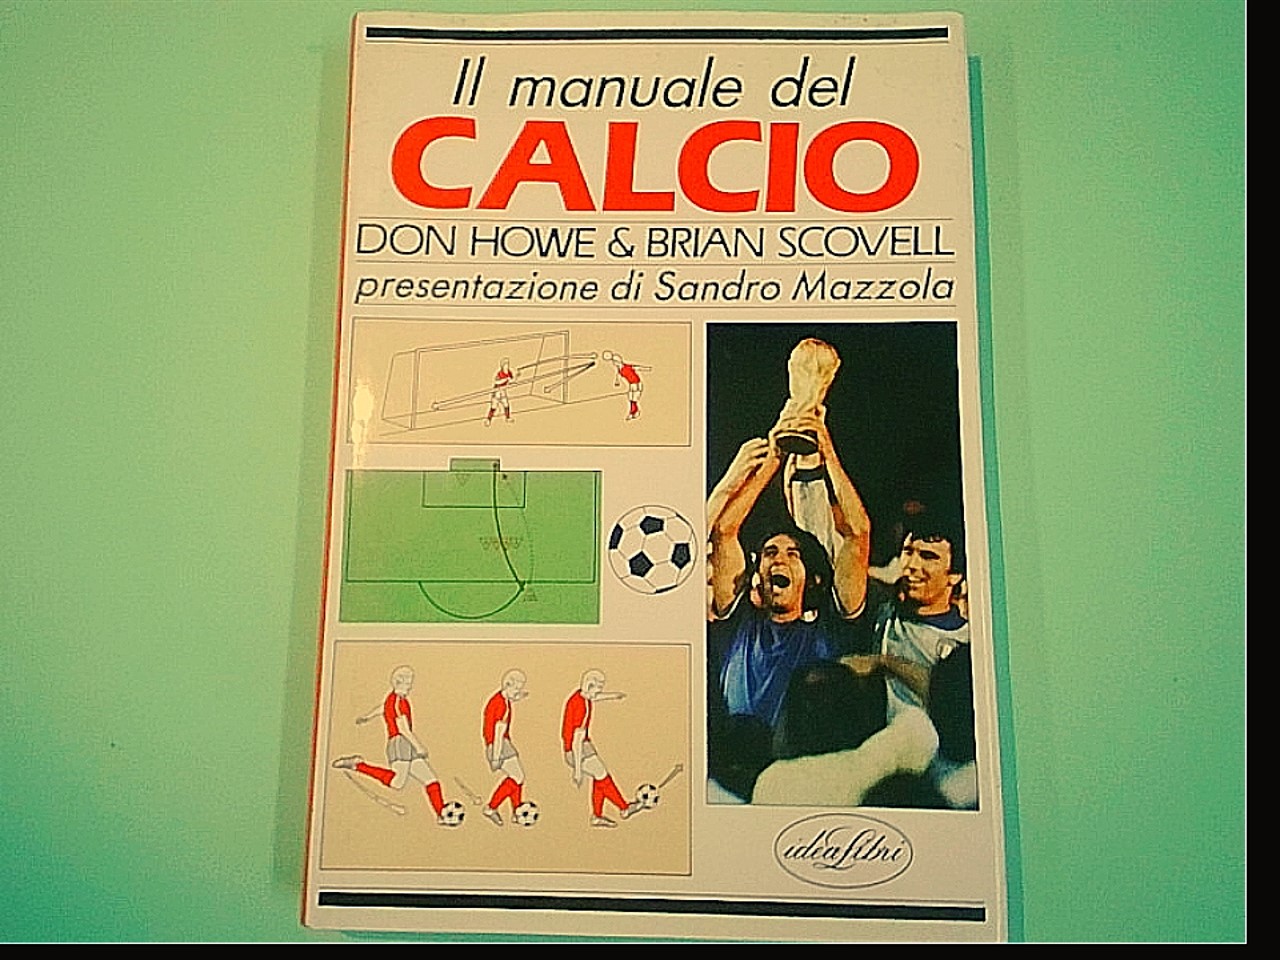 Il manuale del
CALCIO
DON HOWE & BRIAN SCOVELL
presentazione di Sandro Mazzola
idealibri